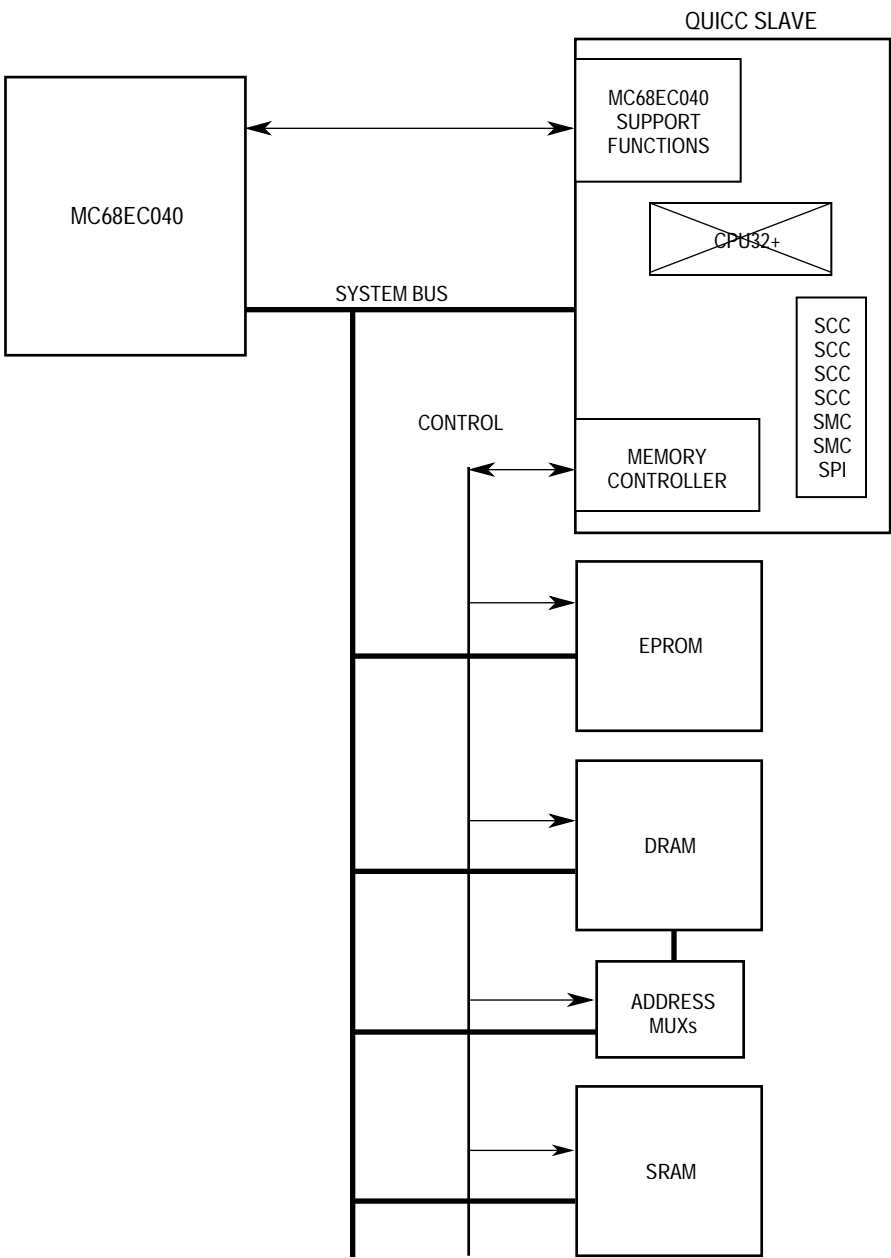 QUICC SLAVE
MC68EC040
SUPPORT
FUNCTIONS
MC68EC040
CPU32+
SYSTEM BUS
SCC
SCC
SCC
SCC
SMC
SMC
SPI
CONTROL
MEMORY
CONTROLLER
EPROM
DRAM
ADDRESS
MUXs
SRAM